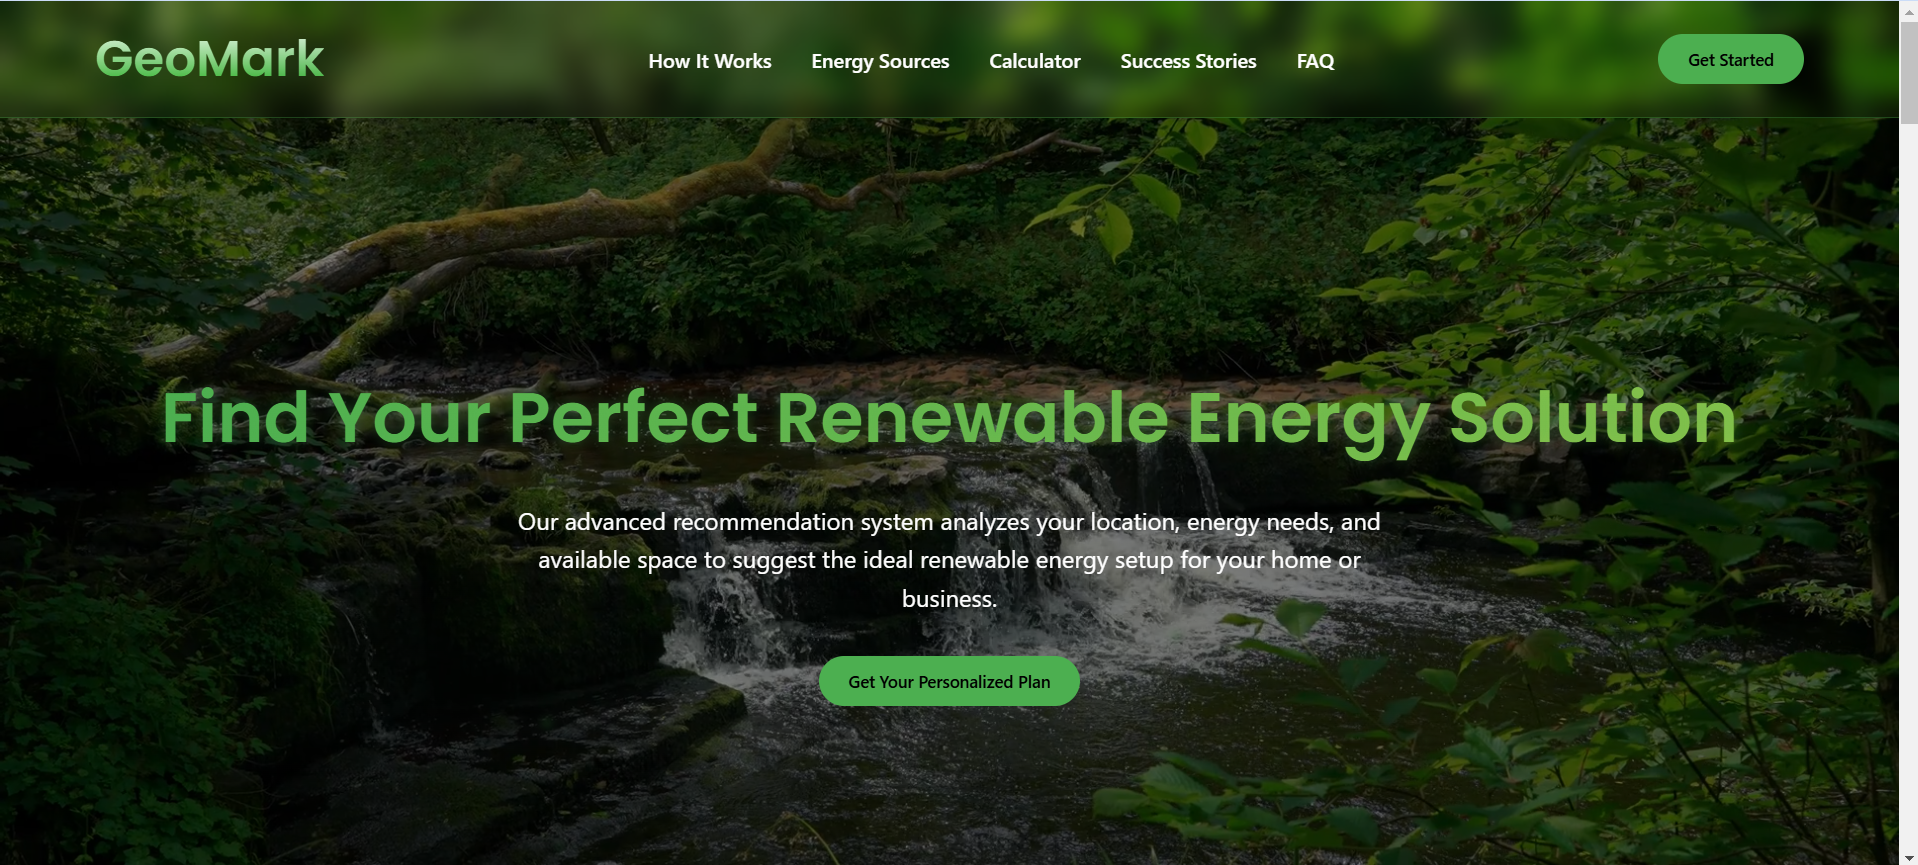 GeoMark
How It Works
Energy Sources
Calculator
Success Stories
FAQ
Get Started
Find Your Perfect Renewable Energy Solution
Our advanced recommendation system analyzes your location, energy needs, and
available space to suggest the ideal renewable energy setup for your home or
business.
Get Your Personalized Plan